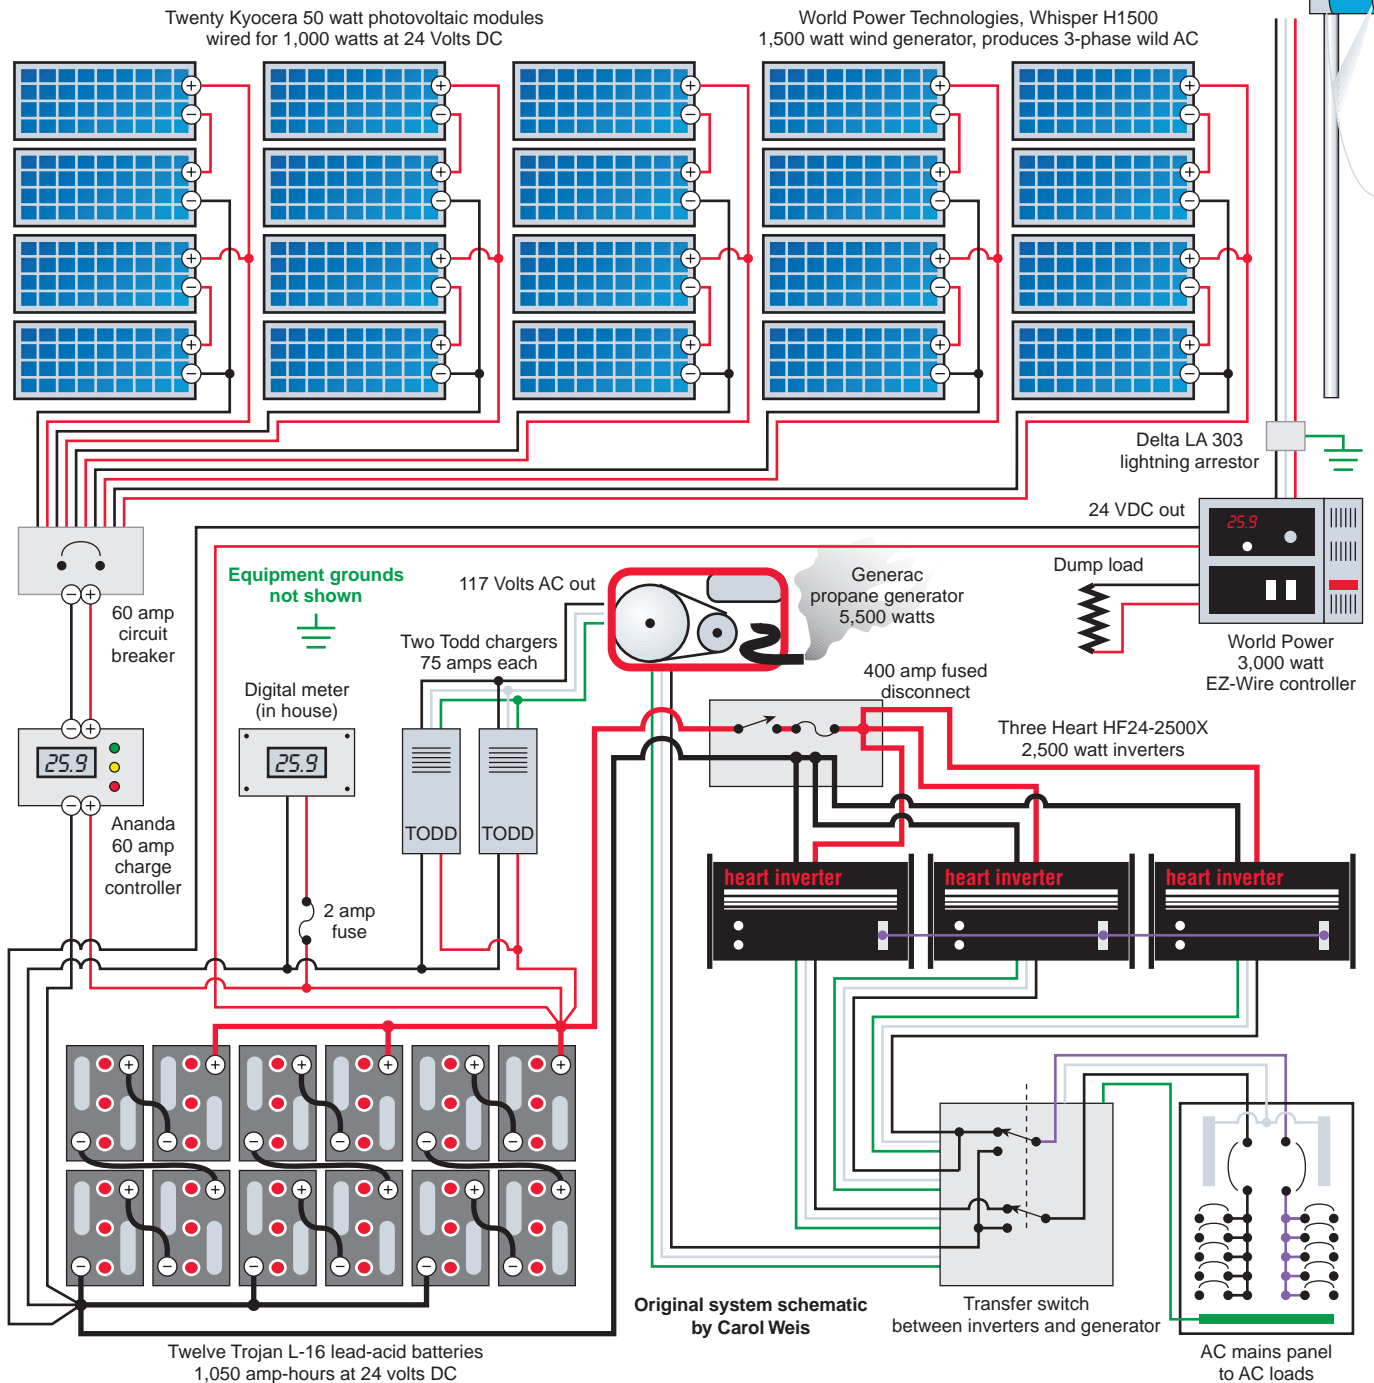 Twenty Kyocera 50 watt photovoltaic modules
wired for 1,000 watts at 24 Volts DC
World Power Technologies, Whisper H1500
1,500 watt wind generator, produces 3-phase wild AC
Delta LA 303
lightning arrestor
24 VDC out
25.9
Equipment grounds
not shown
117 Volts AC out
Generac
propane generator
5,500 watts
Dump load
60 amp
circuit
breaker
Two Todd chargers
75 amps each
World Power
3,000 watt
EZ-Wire controller
400 amp fused
disconnect
Digital meter
(in house)
Three Heart HF24-2500X
2,500 watt inverters
25.9
25.9
TODD
TODD
Ananda
60 amp
charge
controller
heart inverter
heart inverter
heart inverter
2 amp
fuse
Original system schematic
by Carol Weis
Transfer switch
between inverters and generator
Twelve Trojan L-16 lead-acid batteries
1,050 amp-hours at 24 volts DC
AC mains panel
to AC loads